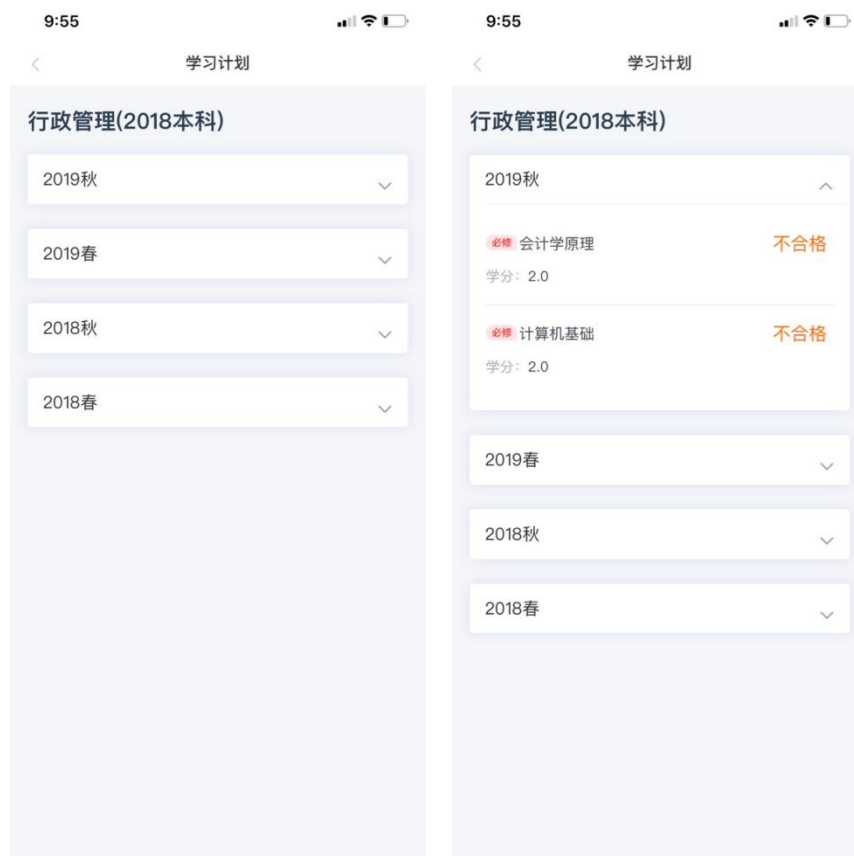 9:55
学习计划
行政管理(2018本科)
2019秋
2019春
2018秋
2018春
9:55
学习计划
行政管理(2018本科)
2019秋
必修 会计学原理 不合格
学分：2.0
必修 计算机基础 不合格
学分：2.0
2019春
2018秋
2018春